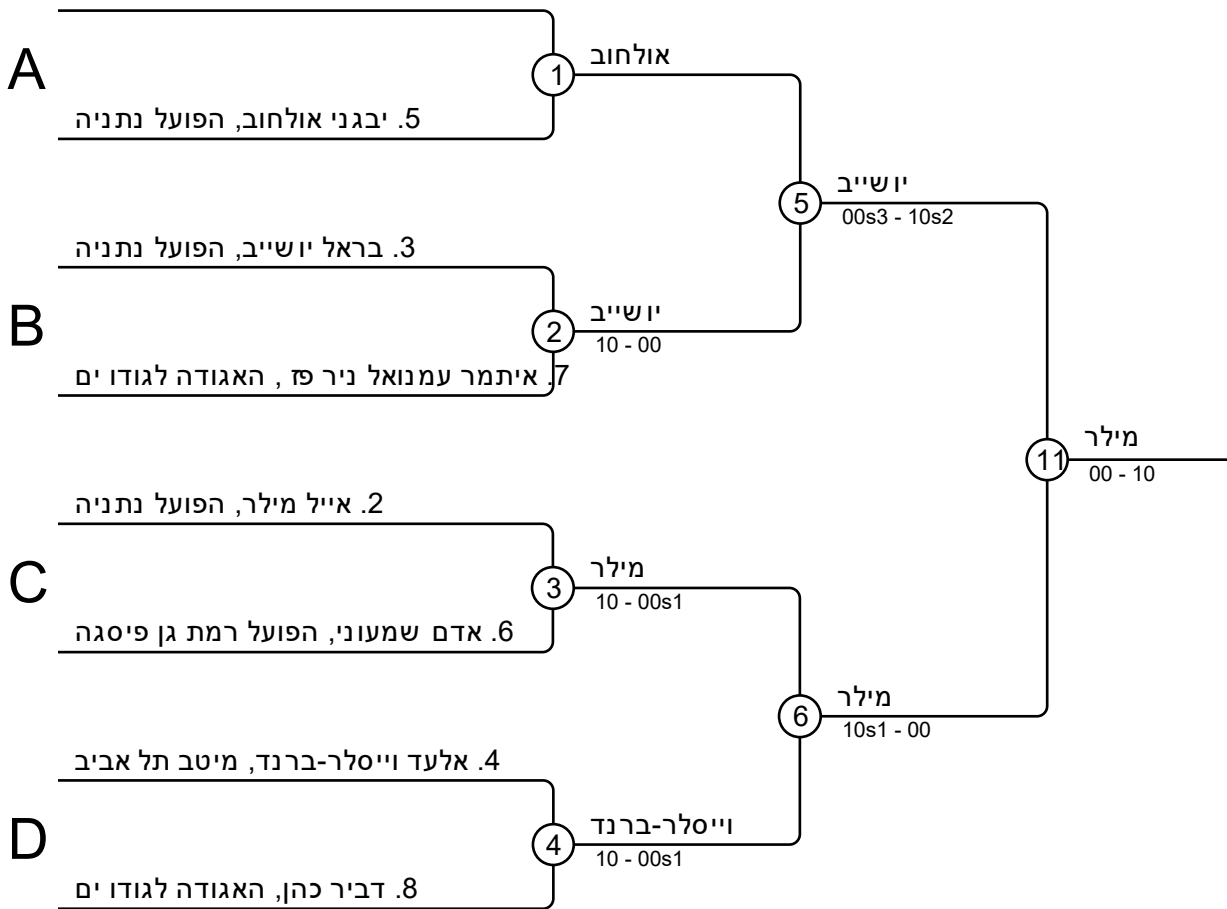 A
1
אולחוב
5. יבגני אולחוב, הפועל נתניה
5
יושייב
00s3 - 10s2
3. בראל יושייב, הפועל נתניה
B
2
יושייב
10 - 00
7. איתמר עמנואל ניר פז , האגודה לגודו ים
11
מילר
00 - 10
2. אייל מילר, הפועל נתניה
C
3
מילר
10 - 00s1
6. אדם שמעוני, הפועל רמת גן פיסגה
6
מילר
10s1 - 00
4. אלעד וייסלר-ברנד, מיטב תל אביב
D
4
וייסלר-ברנד
10 - 00s1
8. דביר כהן, האגודה לגודו ים